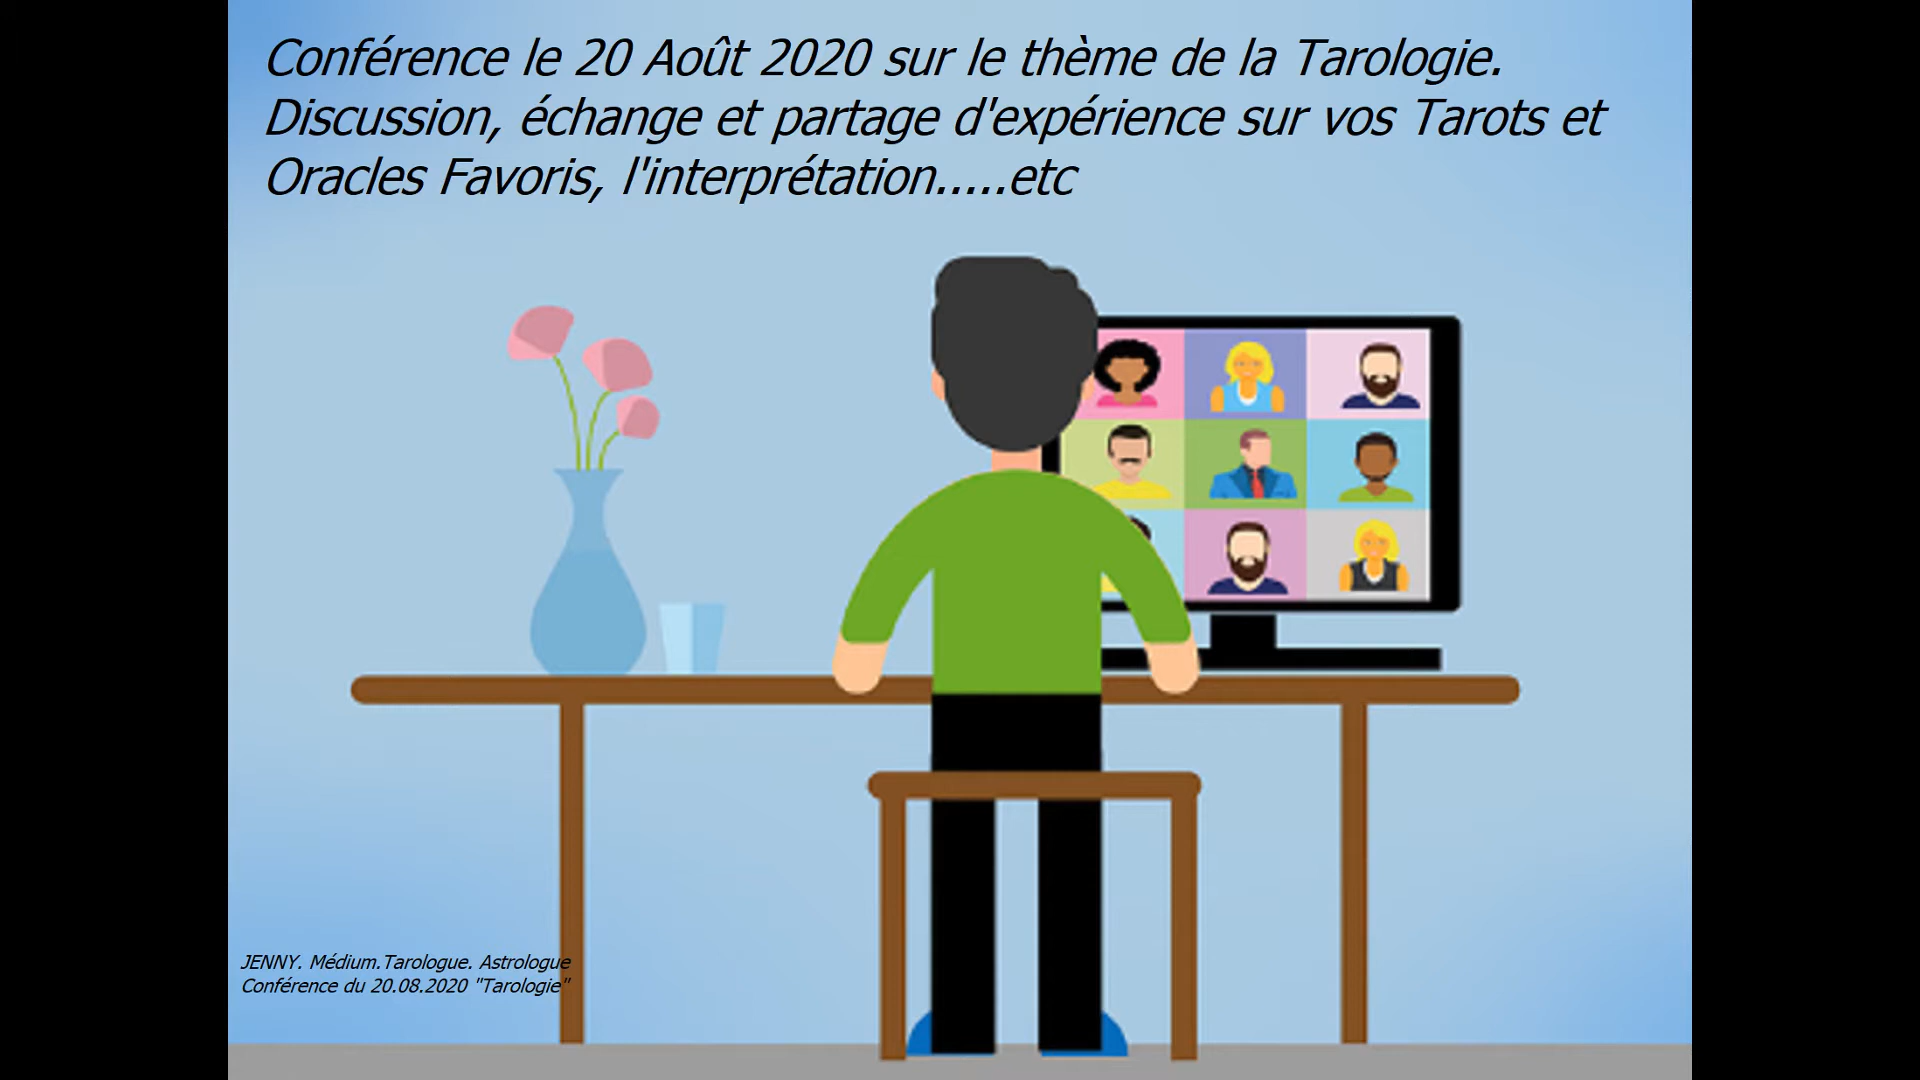 Conférence le 20 Août 2020 sur le thème de la Tarologie.
Discussion, échange et partage d'expérience sur vos Tarots et
Oracles Favoris, l'interprétation.....etc
JENNY. Médium.Tarologue. Astrologue
Conférence du 20.08.2020 "Tarologie"